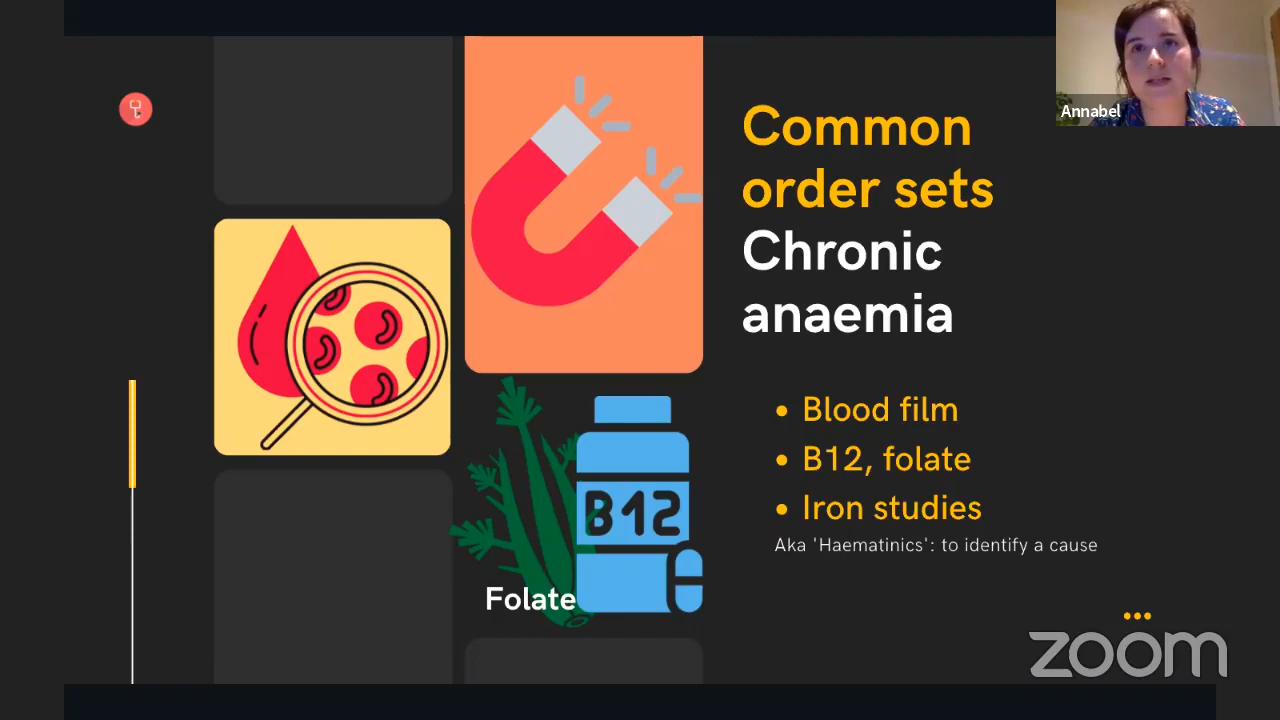 Annabel
Common
order sets
Chronic
anaemia
• Blood film
• B12, folate
• Iron studies
Aka 'Haematinics': to identify a cause
B12
Folate
zoom